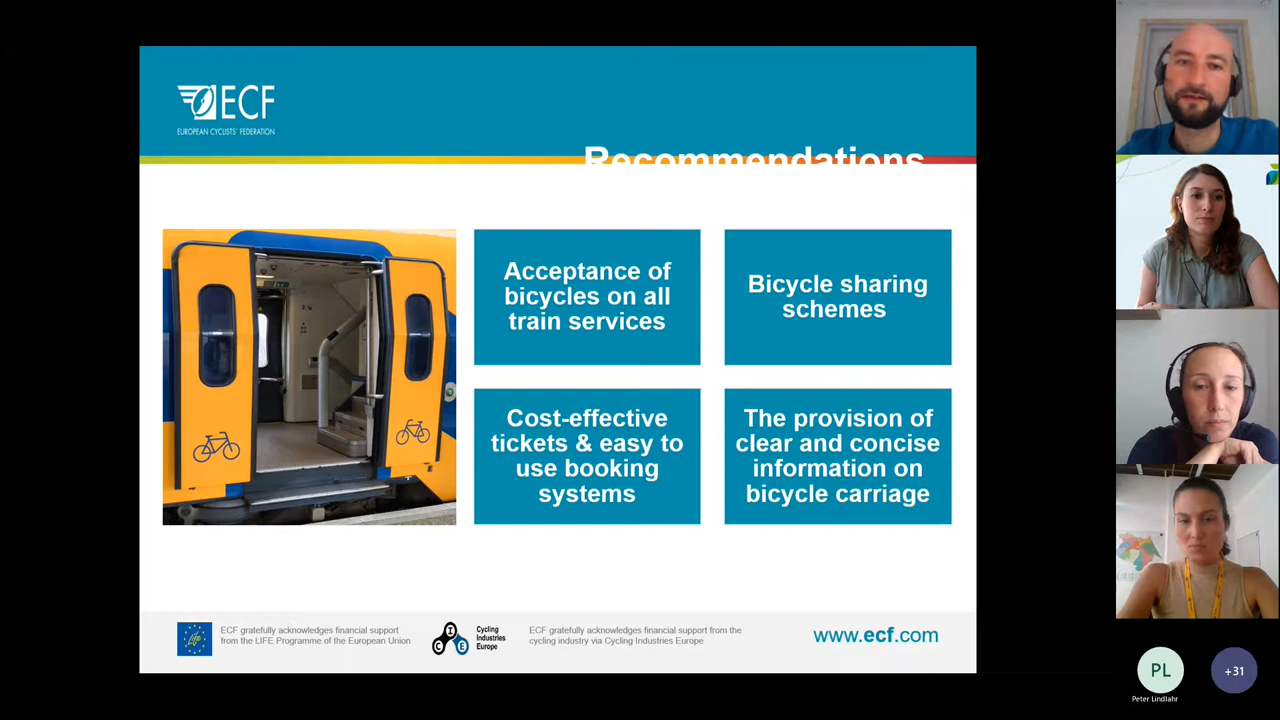 ECF
EUROPEAN CYCLISTS' FEDERATION
Recommendations
Acceptance of
bicycles on all
train services
Bicycle sharing
schemes
Cost-effective
tickets & easy to
use booking
systems
The provision of
clear and concise
information on
bicycle carriage
Life
ECF gratefully acknowledges financial support
from the LIFE Programme of the European Union
C I E
Cycling
Industries
Europe
ECF gratefully acknowledges financial support from the
cycling industry via Cycling Industries Europe
www.ecf.com
PL
Peter Lindlahr
+31